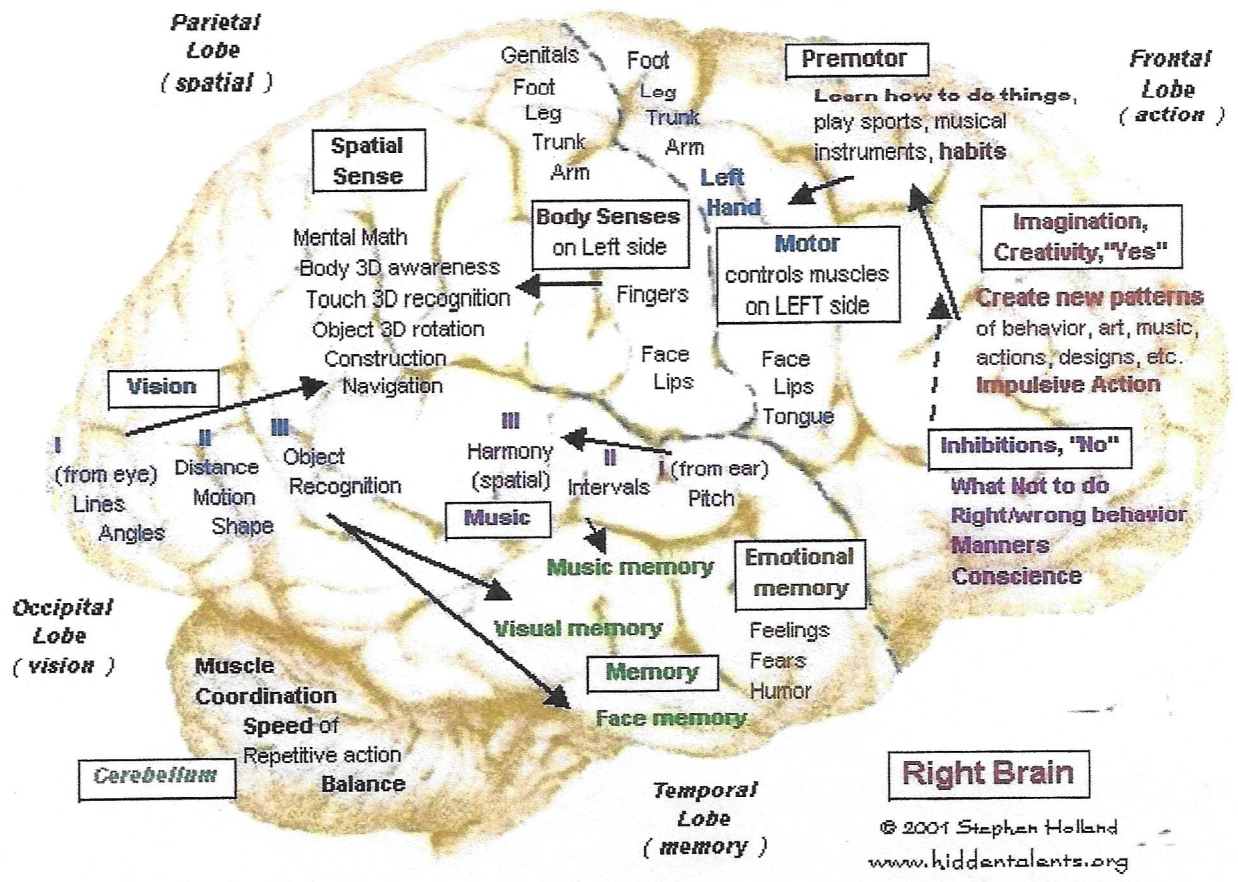 Parietal
Lobe
( spatial )
Genitals
Foot
Leg
Trunk
Arm
Foot
Leg
Trunk
Arm
Left
Hand
Premotor
Learn how to do things,
play sports, musical
instruments, habits
Frontal
Lobe
( action )
Spatial
Sense
Mental Math
Body 3D awareness
Touch 3D recognition
Object 3D rotation
Construction
Navigation
Body Senses
on Left side
Fingers
Face
Lips
Motor
controls muscles
on LEFT side
Face
Lips
Tongue
Imagination,
Creativity,"Yes"
Create new patterns
of behavior, art, music,
actions, designs, etc.
Impulsive Action
Inhibitions, "No"
What Not to do
Right/wrong behavior
Manners
Conscience
Vision
I
(from eye)
Lines
Angles
II
Distance
Motion
Shape
III
Object
Recognition
III
Harmony
(spatial)
II
Intervals
I (from ear)
Pitch
Music
Music memory
Visual memory
Memory
Face memory
Emotional
memory
Feelings
Fears
Humor
Occipital
Lobe
( vision )
Muscle
Coordination
Speed of
Repetitive action
Balance
Cerebellum
Temporal
Lobe
( memory )
Right Brain
© 2001 Stephen Holland
www.hiddentalents.org